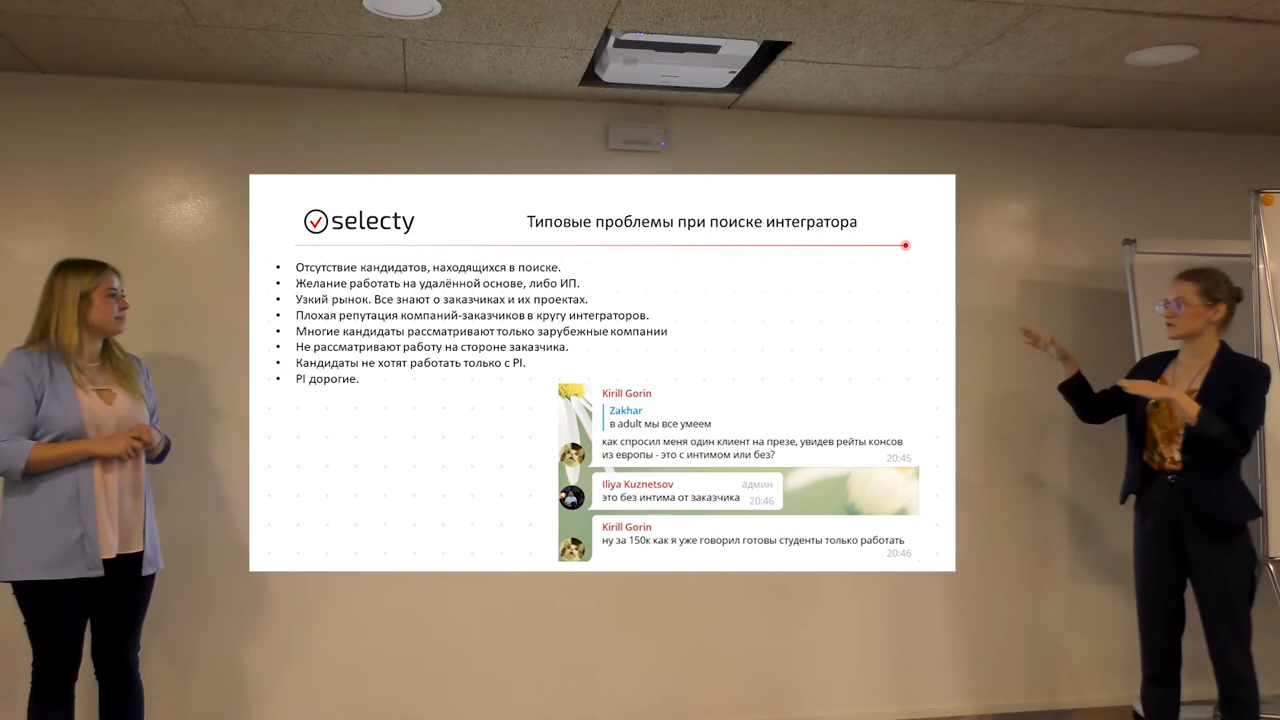 selecty
Типовые проблемы при поиске интегратора
• Отсутствие кандидатов, находящихся в поиске.
• Желание работать на удалённой основе, либо ИП.
• Узкий рынок. Все знают о заказчиках и их проектах.
• Плохая репутация компаний-заказчиков в кругу интеграторов.
• Многие кандидаты рассматривают только зарубежные компании
• Не рассматривают работу на стороне заказчика.
• Кандидаты не хотят работать только с PI.
• PI дорогие.
Kirill Gorin
Zakhar
в adult мы все умеем
как спросил меня один клиент на презе, увидев рейты консов
из европы - это с интимом или без?
20:45
Iliya Kuznetsov админ
это без интима от заказчика 20:46
Kirill Gorin
ну за 150к как я уже говорил готовы студенты только работать
20:46